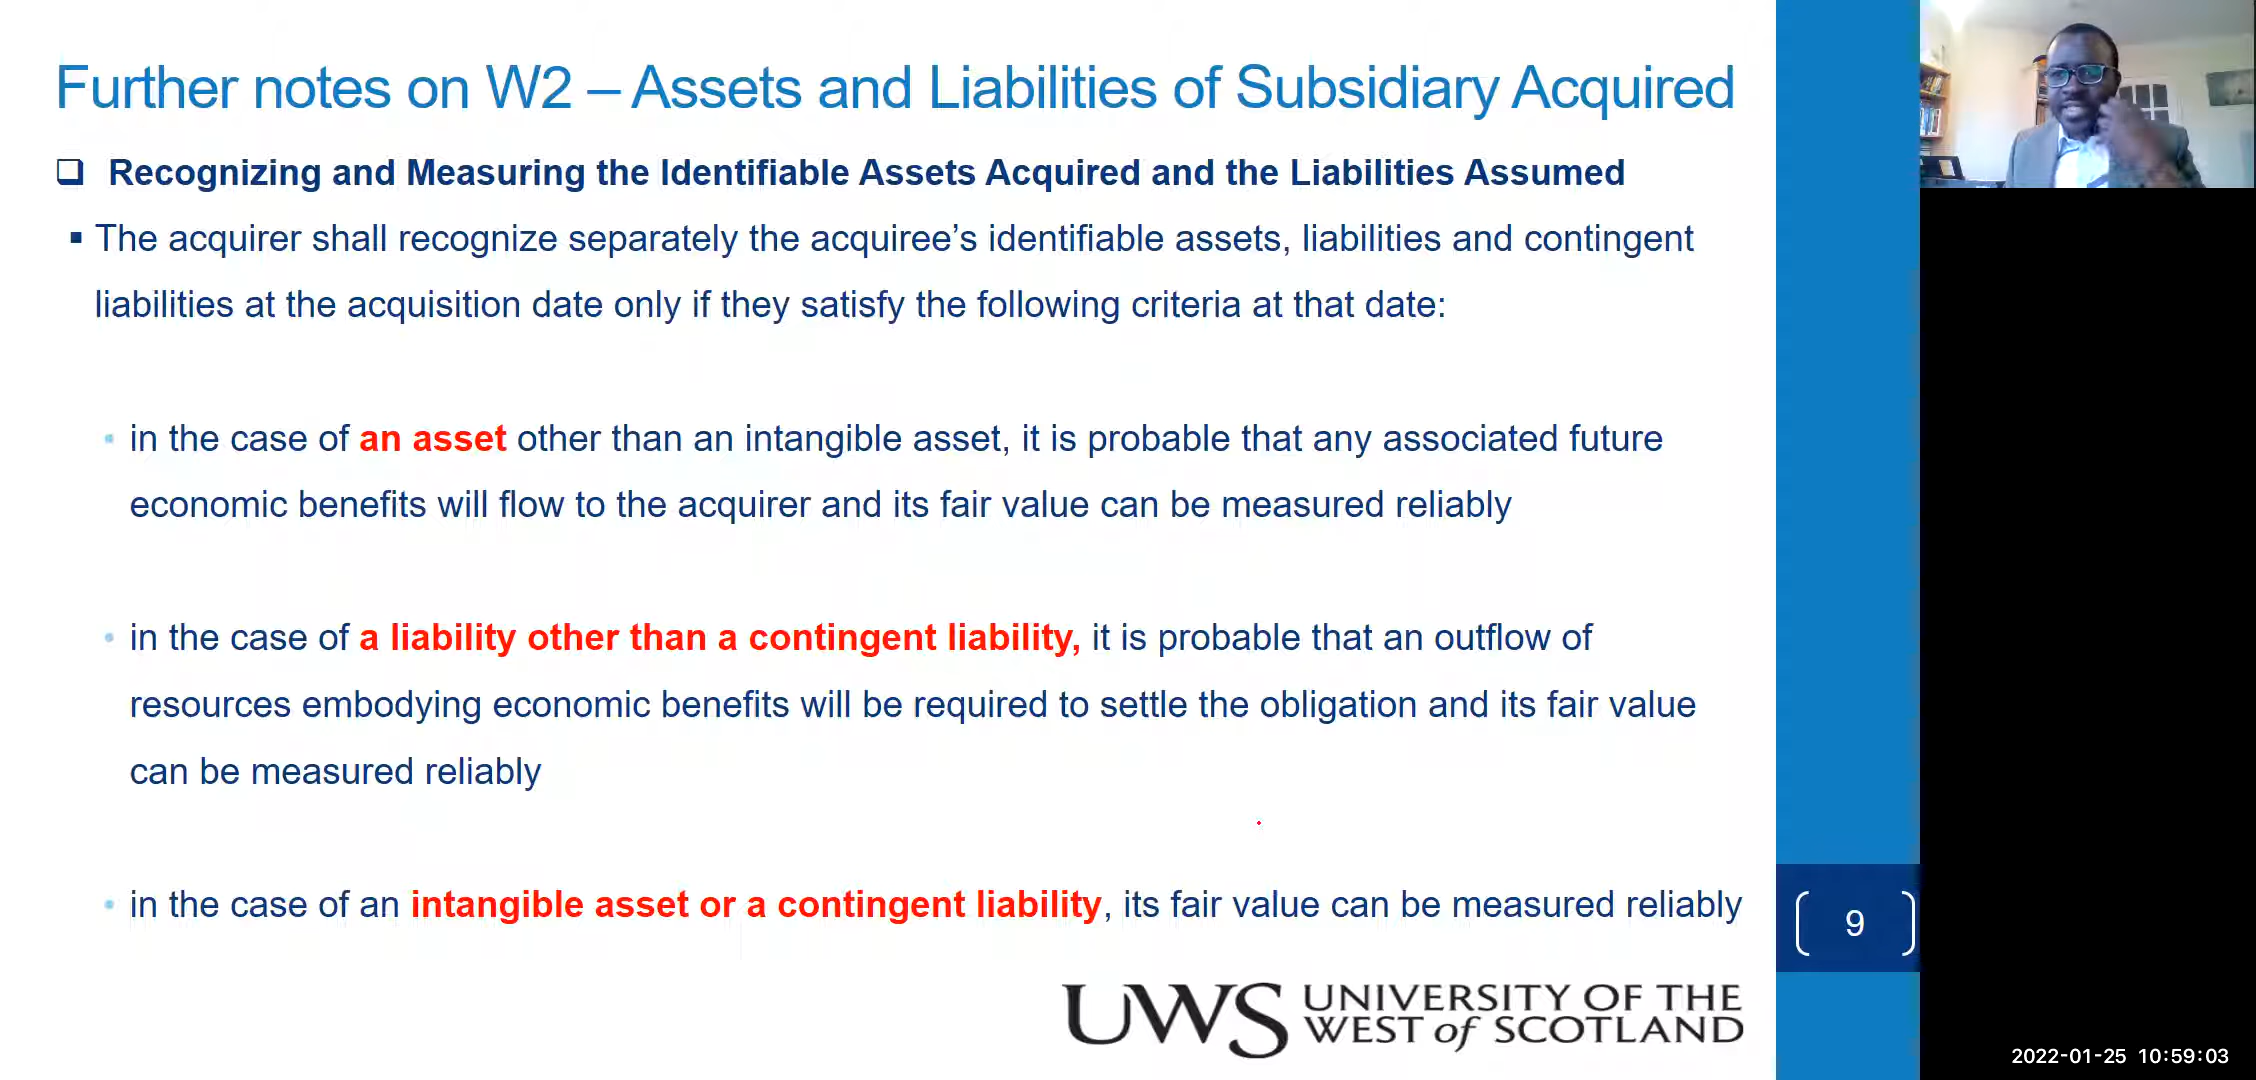 Further notes on W2 – Assets and Liabilities of Subsidiary Acquired
Recognizing and Measuring the Identifiable Assets Acquired and the Liabilities Assumed
The acquirer shall recognize separately the acquiree’s identifiable assets, liabilities and contingent
liabilities at the acquisition date only if they satisfy the following criteria at that date:
in the case of an asset other than an intangible asset, it is probable that any associated future
economic benefits will flow to the acquirer and its fair value can be measured reliably
in the case of a liability other than a contingent liability, it is probable that an outflow of
resources embodying economic benefits will be required to settle the obligation and its fair value
can be measured reliably
in the case of an intangible asset or a contingent liability, its fair value can be measured reliably
9
UWS UNIVERSITY OF THE
WEST of SCOTLAND
2022-01-25 10:59:03